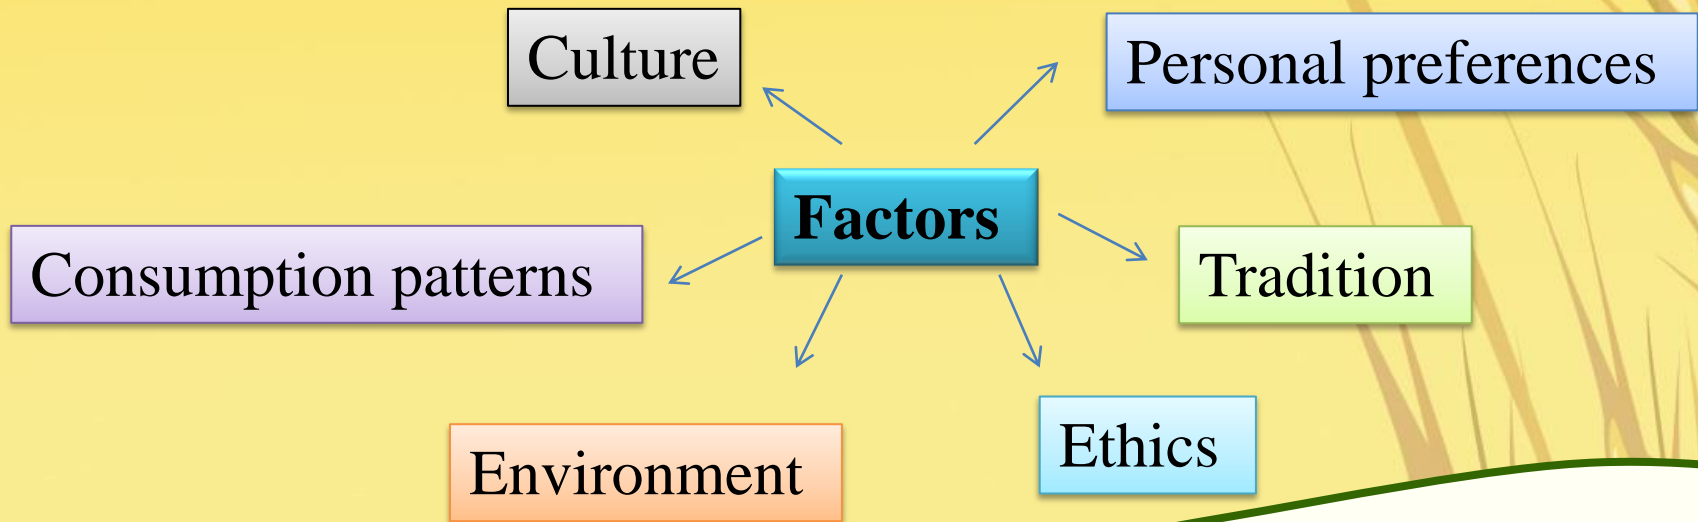 Culture
Personal preferences
Factors
Consumption patterns
Tradition
Ethics
Environment